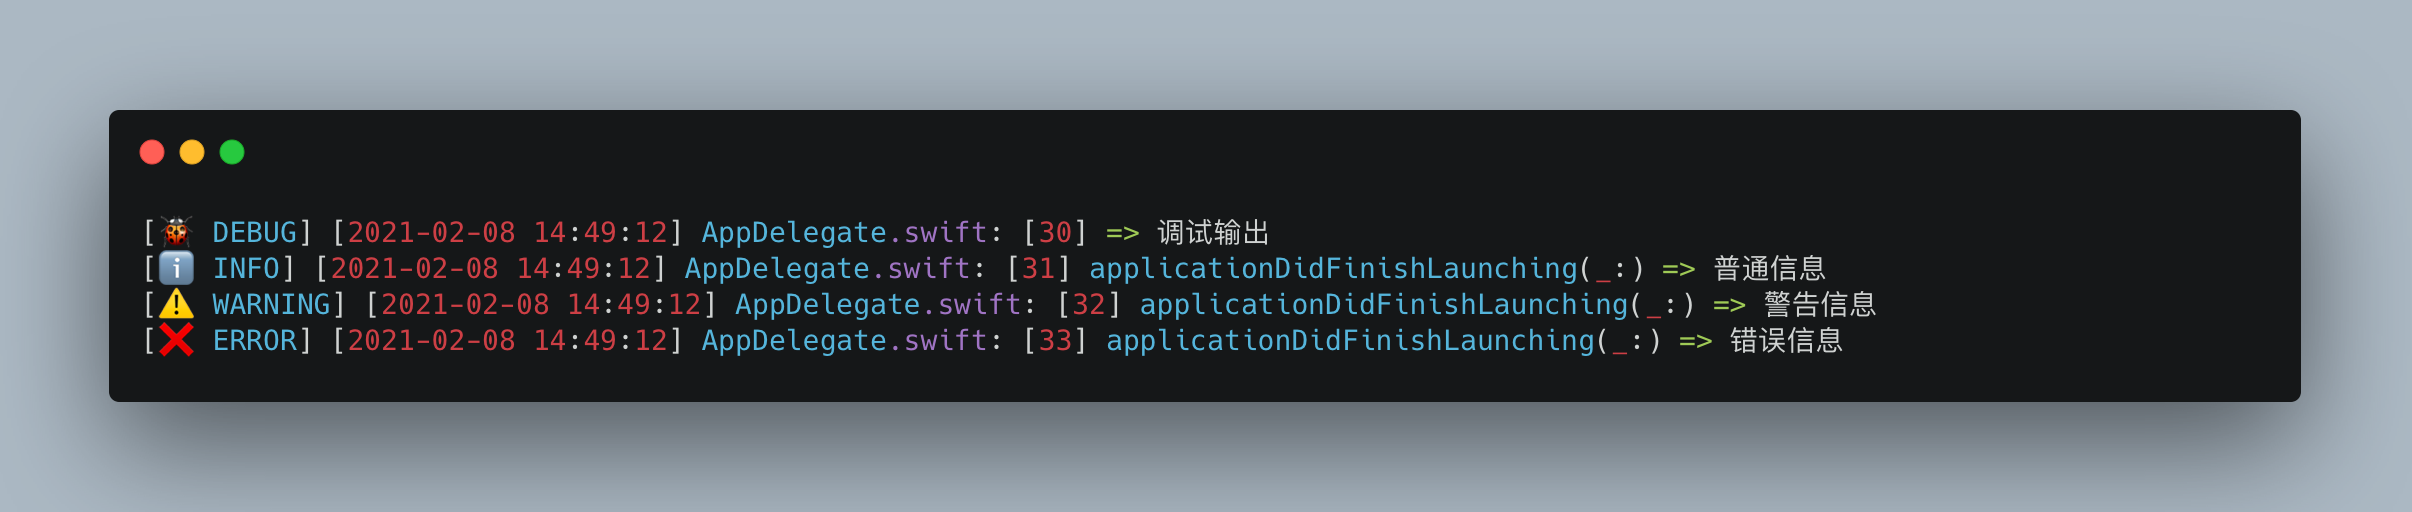 [🐞 DEBUG] [2021-02-08 14:49:12] AppDelegate.swift: [30] => 调试输出
[ℹ️ INFO] [2021-02-08 14:49:12] AppDelegate.swift: [31] applicationDidFinishLaunching(_:) => 普通信息
[⚠️ WARNING] [2021-02-08 14:49:12] AppDelegate.swift: [32] applicationDidFinishLaunching(_:) => 警告信息
[❌ ERROR] [2021-02-08 14:49:12] AppDelegate.swift: [33] applicationDidFinishLaunching(_:) => 错误信息